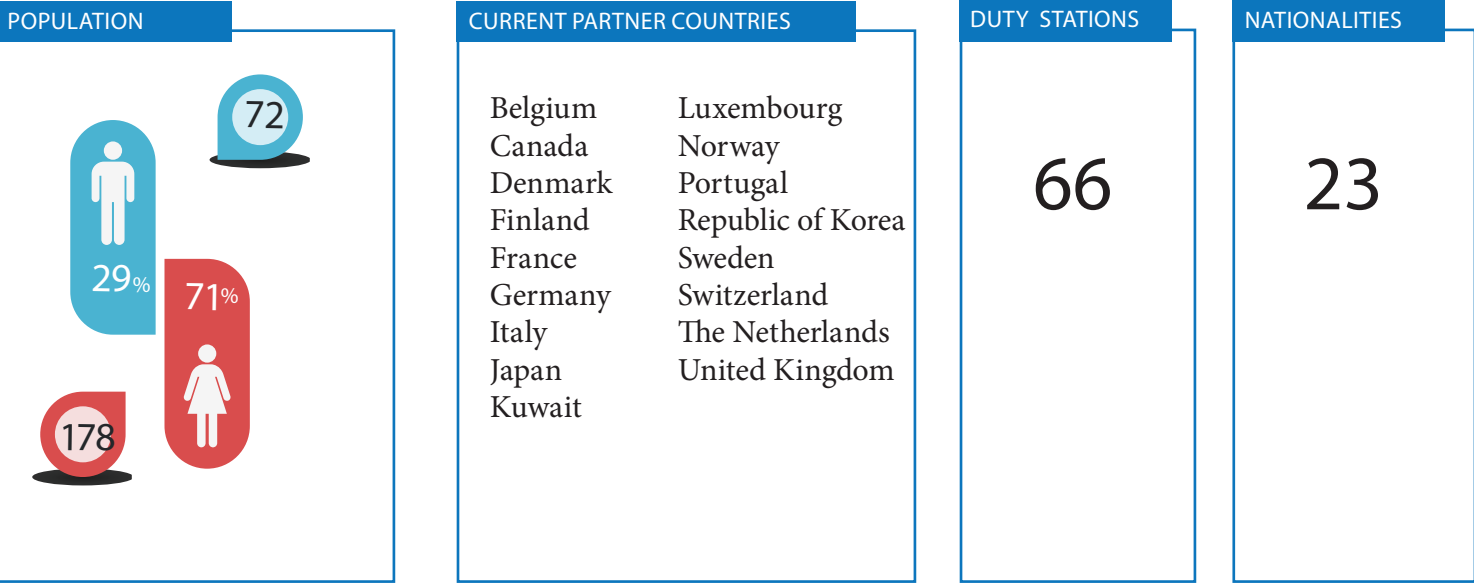 POPULATION
72
29%
71%
178
CURRENT PARTNER COUNTRIES
Belgium
Canada
Denmark
Finland
France
Germany
Italy
Japan
Kuwait
Luxembourg
Norway
Portugal
Republic of Korea
Sweden
Switzerland
The Netherlands
United Kingdom
DUTY STATIONS
66
NATIONALITIES
23